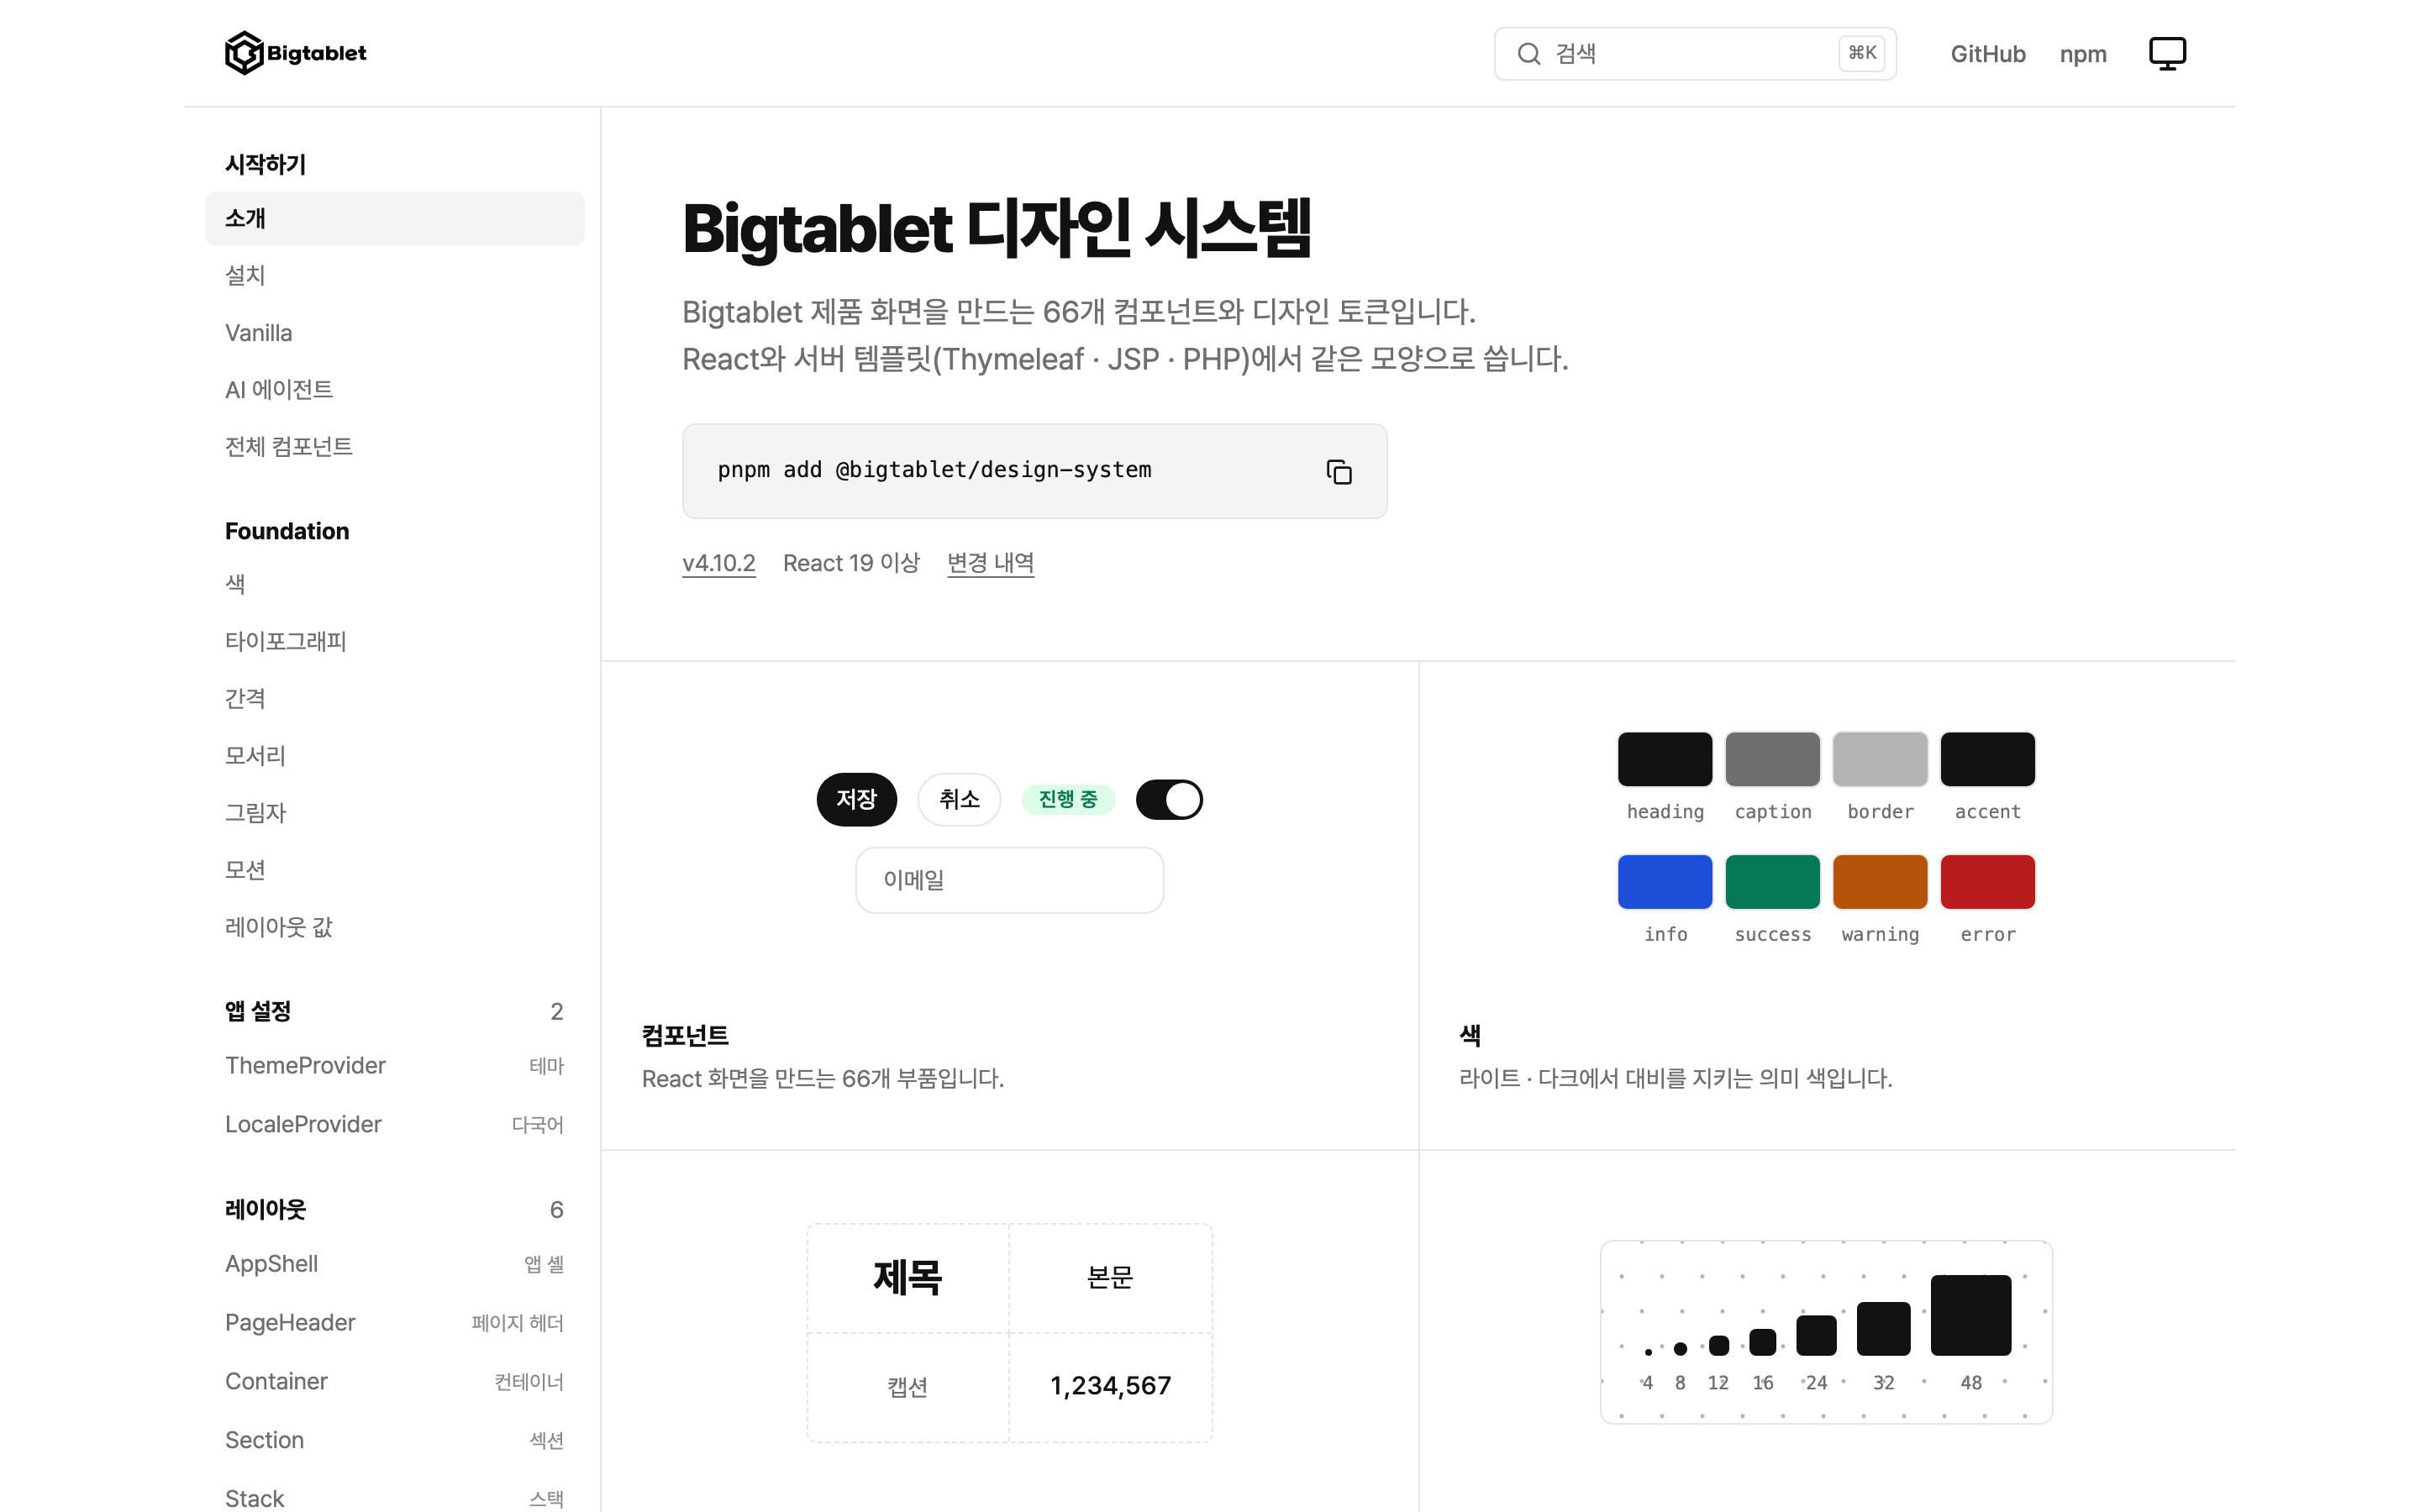 Bigtablet
검색
⌘K
GitHub
npm
시작하기
소개
설치
Vanilla
AI 에이전트
전체 컴포넌트
Foundation
색
타이포그래피
간격
모서리
그림자
모션
레이아웃 값
앱 설정 2
ThemeProvider 테마
LocaleProvider 다국어
레이아웃 6
AppShell 앱 셸
PageHeader 페이지 헤더
Container 컨테이너
Section 섹션
Stack 스택
Bigtablet 디자인 시스템
Bigtablet 제품 화면을 만드는 66개 컴포넌트와 디자인 토큰입니다.
React와 서버 템플릿(Thymeleaf · JSP · PHP)에서 같은 모양으로 씁니다.
pnpm add @bigtablet/design-system
v4.10.2 React 19 이상 변경 내역
저장 취소 진행 중
이메일
컴포넌트
React 화면을 만드는 66개 부품입니다.
heading caption border accent
info success warning error
색
라이트 · 다크에서 대비를 지키는 의미 색입니다.
제목 본문
캡션 1,234,567
4 8 12 16 24 32 48